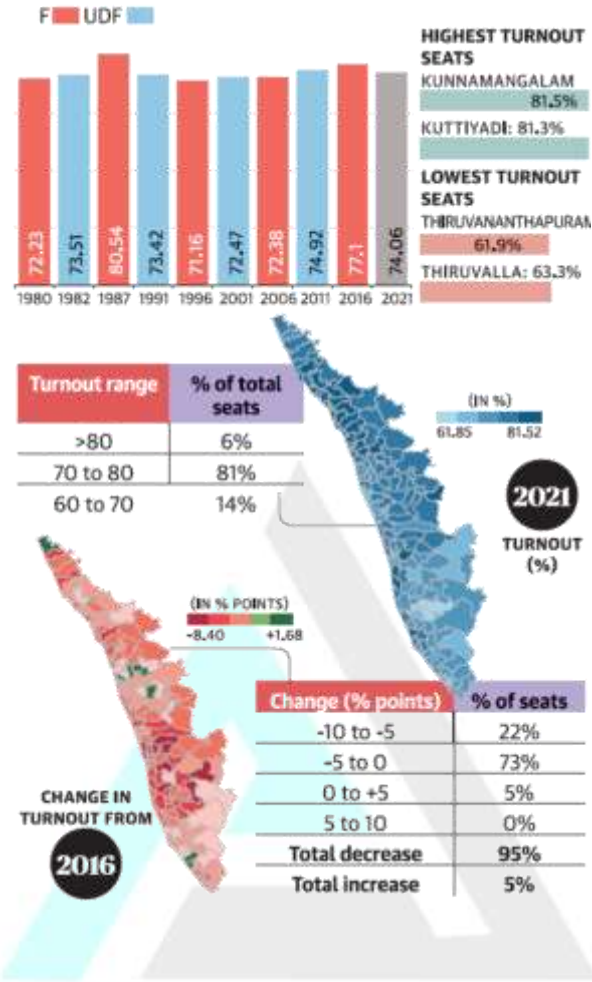 F UDF
72.23 73.51 80.54 73.42 71.16 72.47 72.38 74.92 77.1 74.06
1980 1982 1987 1991 1996 2001 2006 2011 2016 2021
HIGHEST TURNOUT
SEATS
KUNNAMANGALAM
81.5%
KUTTIYADI: 81.3%
LOWEST TURNOUT
SEATS
THIRUVANANTHAPURAM
61.9%
THIRUVALLA: 63.3%
Turnout range % of total
seats
>80 6%
70 to 80 81%
60 to 70 14%
(IN %)
61.85 81.52
2021
TURNOUT
(%)
(IN % POINTS)
-8.40 +1.68
Change (% points) % of seats
-10 to -5 22%
-5 to 0 73%
0 to +5 5%
5 to 10 0%
Total decrease 95%
Total increase 5%
CHANGE IN
TURNOUT FROM
2016